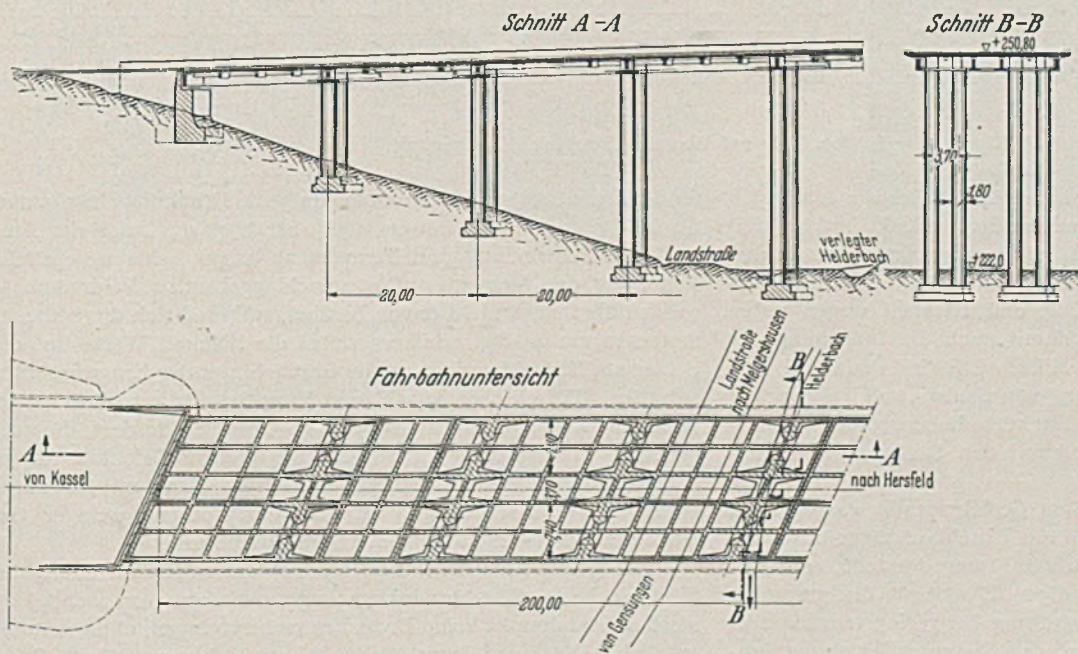 Schnitt A-A
Schnitt B-B
+250,80
3,70
1,80
Landstraße
verlegter
Helderbach
+222,0
20,00
20,00
Fahrbahnuntersicht
Landstraße
nach Melgershausen
B
Helderbach
A
von Kassel
A
nach Hersfeld
3,70
200,00
von Gensungen
B